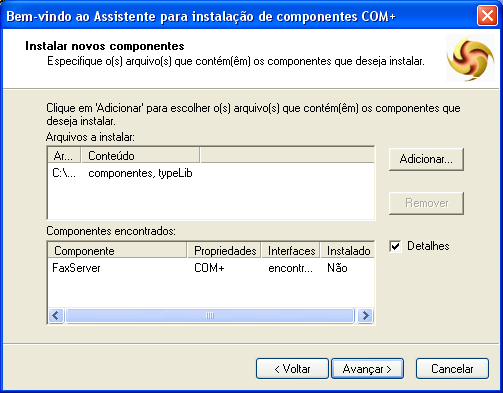 Bem-vindo ao Assistente para instalação de componentes COM+
Instalar novos componentes
Especifique o(s) arquivo(s) que contém(êm) os componentes que deseja instalar.
Clique em 'Adicionar' para escolher o(s) arquivo(s) que contém(êm) os componentes que
deseja instalar.
Arquivos a instalar:
Ar... Conteúdo
C:\... componentes, typeLib
Adicionar...
Remover
Componentes encontrados:
Detalhes
Componente Propriedades Interfaces Instalado
FaxServer COM+ encontr... Não
< Voltar Avançar > Cancelar